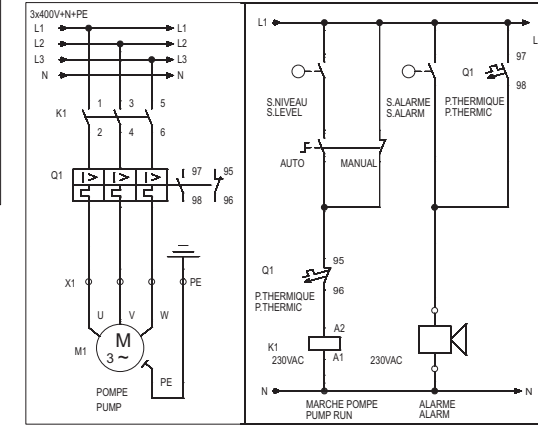 3x400V+N+PE
L1 L1
L2 L2
L3 L3
N N
1 3 5
K1
2 4 6
Q1
97 95
98 96
X1 PE
U V W
M1
M
3 ~
PE
POMPE
PUMP
L1
L
97
Q1
98
S.NIVEAU
S.LEVEL
S.ALARME
S.ALARM
P.THERMIQUE
P.THERMIC
AUTO MANUAL
95
Q1
96
P.THERMIQUE
P.THERMIC
A2
K1
A1
230VAC 230VAC
N N
MARCHE POMPE
PUMP RUN
ALARME
ALARM